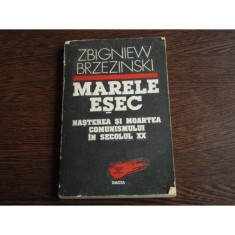 ZBIGNIEW
BRZEZINSKI
MARELE
EȘEC
NAȘTEREA ȘI MOARTEA
COMUNISMULUI
ÎN SECOLUL XX
DACIA